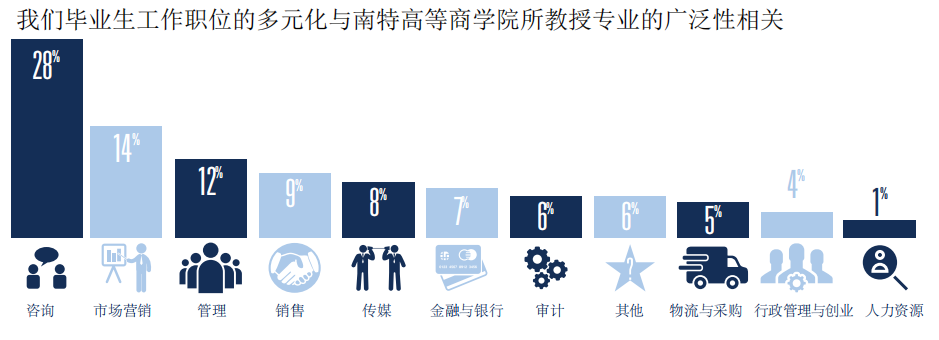 我们毕业生工作职位的多元化与南特高等商学院所教授专业的广泛性相关
28% 14% 12% 9% 8% 7% 6% 6% 5% 4% 1%
?
咨询 市场营销 管理 销售 传媒 金融与银行 审计 其他 物流与采购 行政管理与创业 人力资源